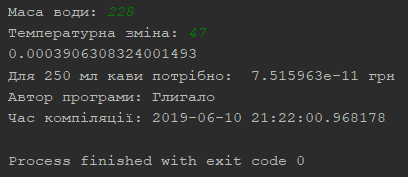 Маса води: 228
Температурна зміна: 47
0.0003906308324001493
Для 250 мл кави потрібно:  7.515963e-11 грн
Автор програми: Глигало
Час компіляції: 2019-06-10 21:22:00.968178
Process finished with exit code 0